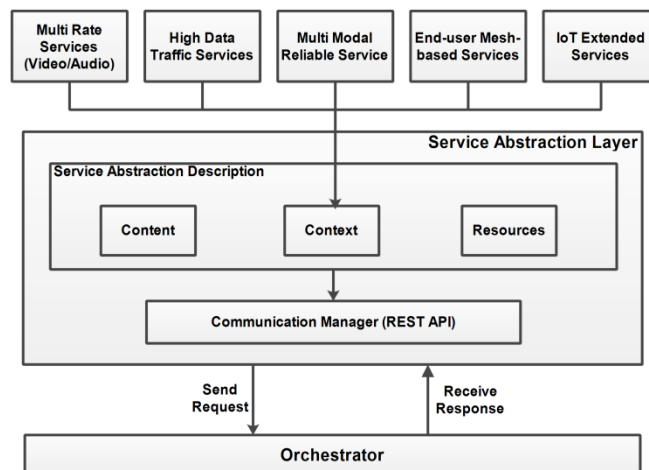 Multi Rate
Services
(Video/Audio)
High Data
Traffic Services
Multi Modal
Reliable Service
End-user Mesh-
based Services
IoT Extended
Services
Service Abstraction Layer
Service Abstraction Description
Content
Context
Resources
Communication Manager (REST API)
Send
Request
Receive
Response
Orchestrator